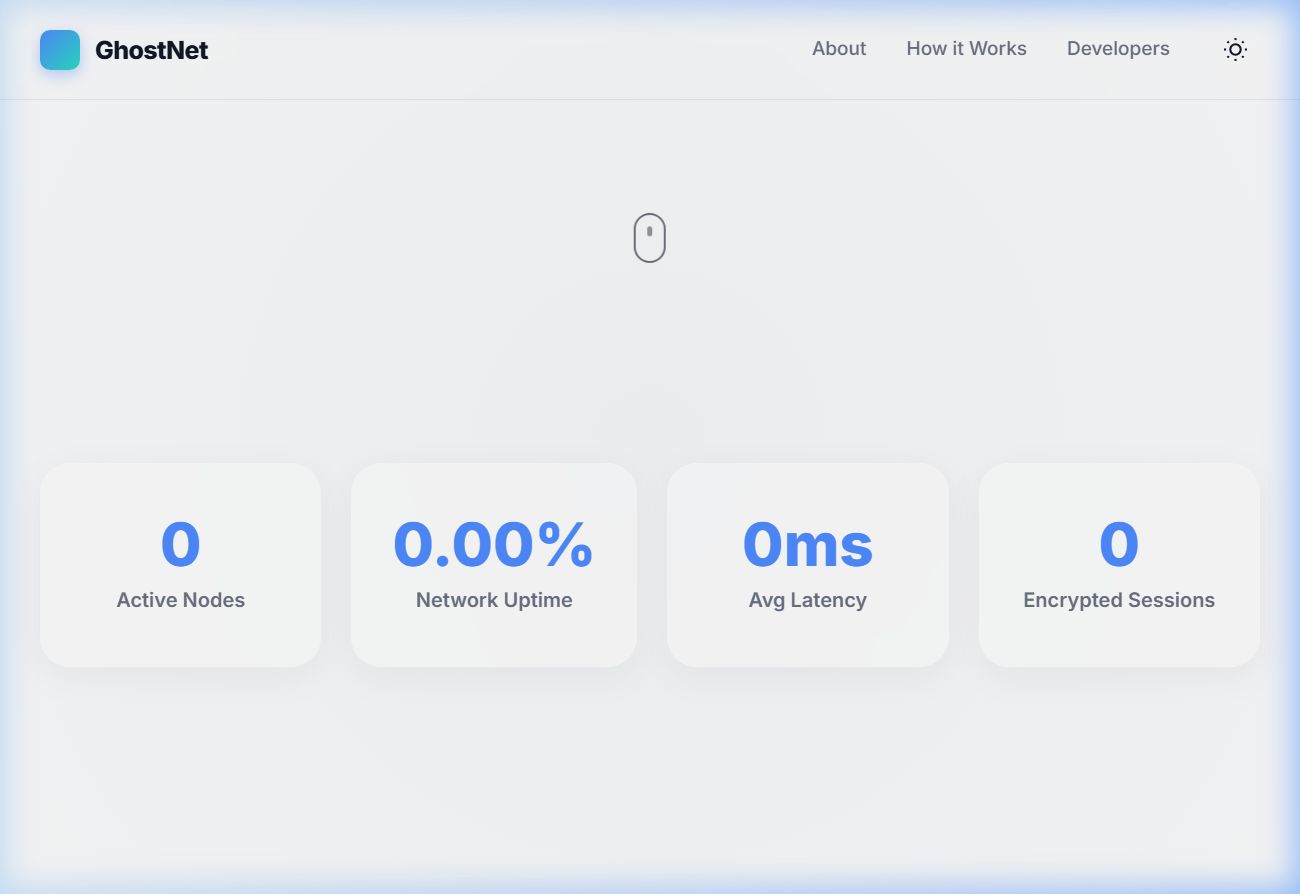 GhostNet
About How it Works Developers
0 0.00% 0ms 0
Active Nodes Network Uptime Avg Latency Encrypted Sessions